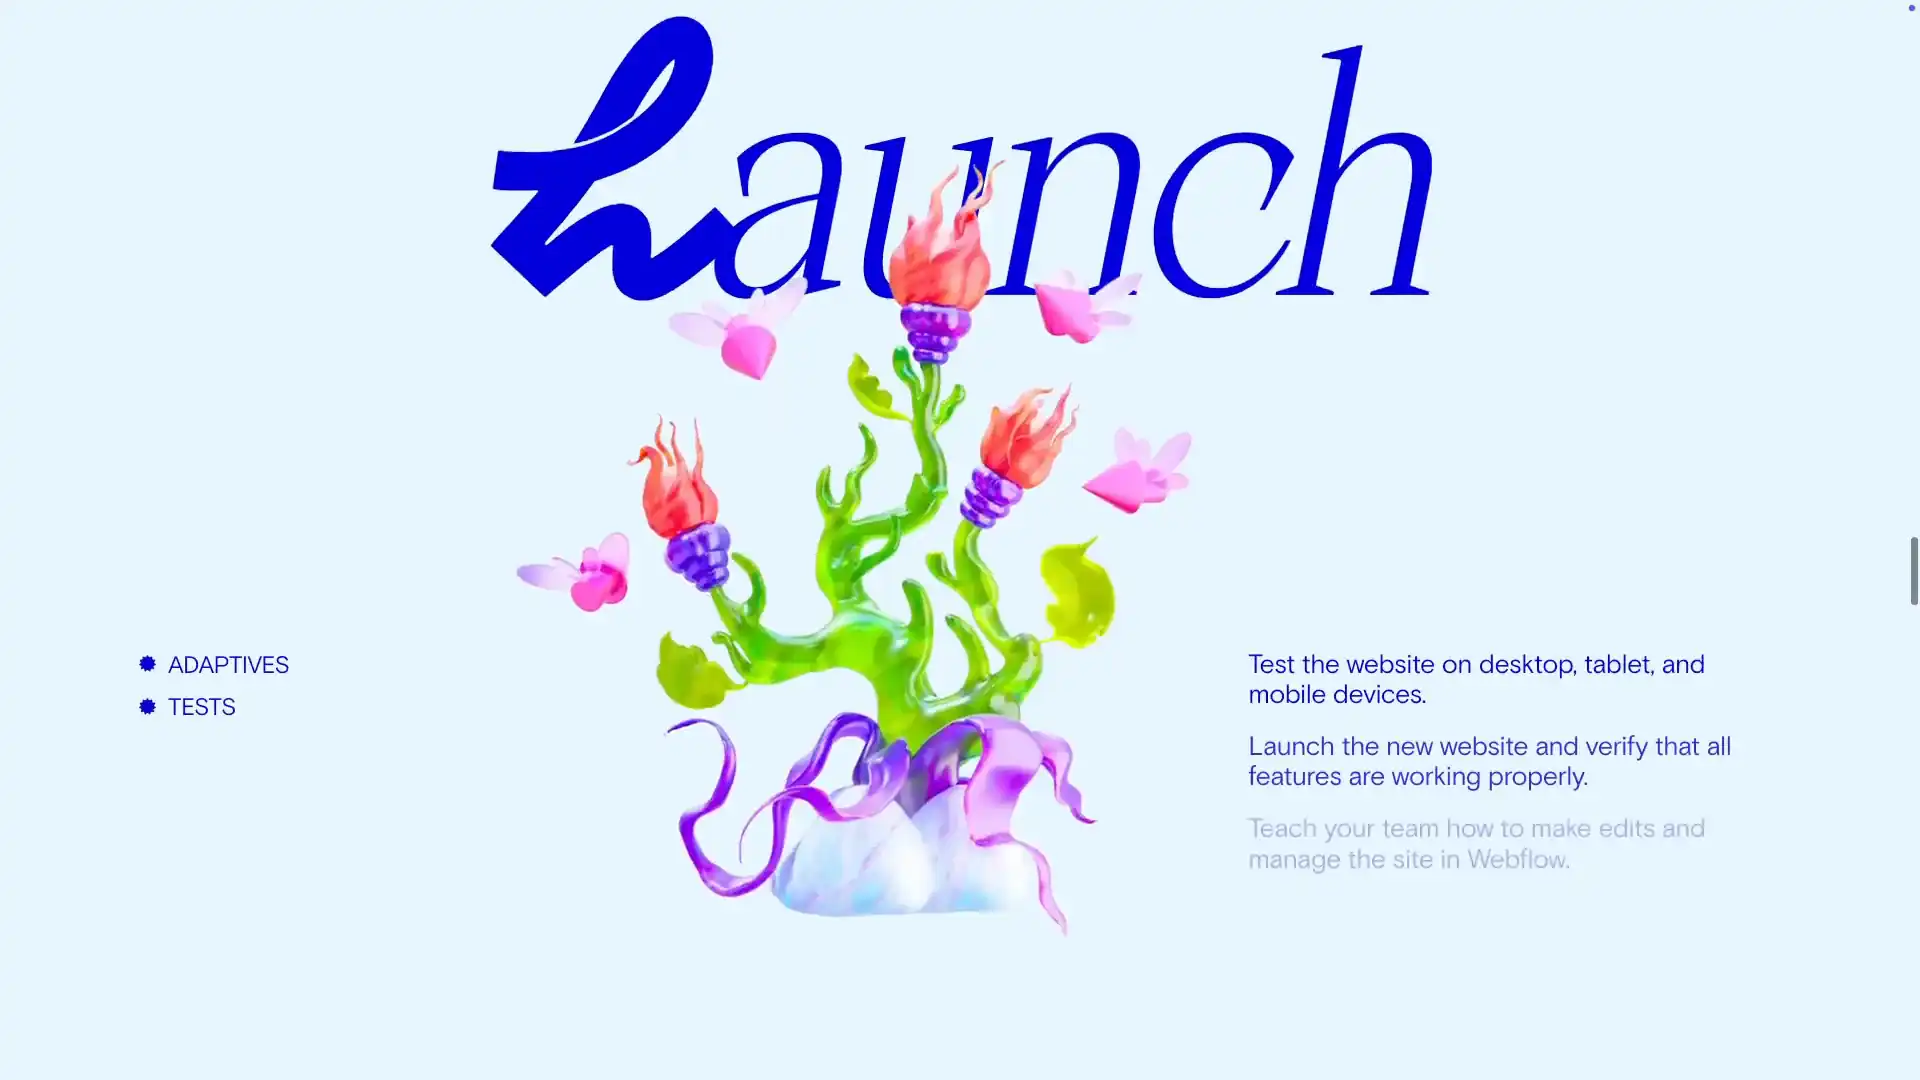 Launch
ADAPTIVES
TESTS
Test the website on desktop, tablet, and
mobile devices.
Launch the new website and verify that all
features are working properly.
Teach your team how to make edits and
manage the site in Webflow.